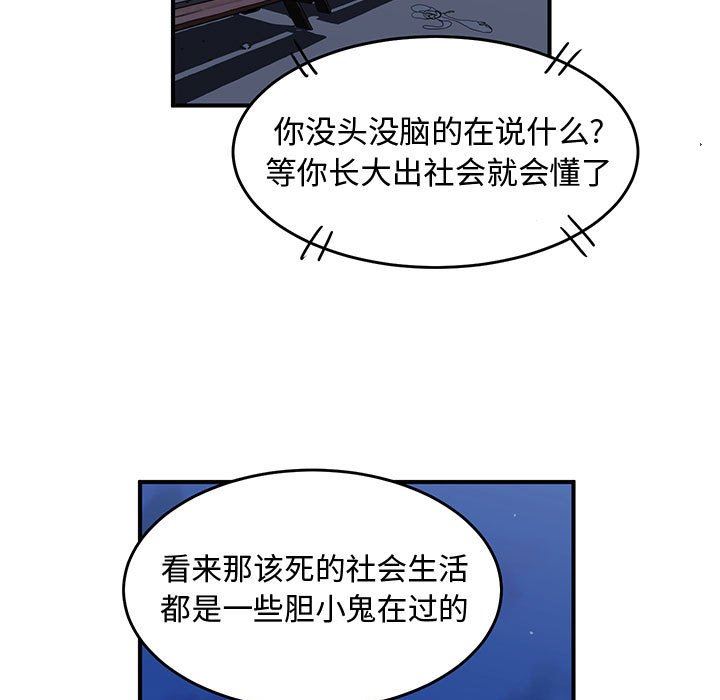 你没头没脑的在说什么?
等你长大出社会就会懂了
看来那该死的社会生活
都是一些胆小鬼在过的